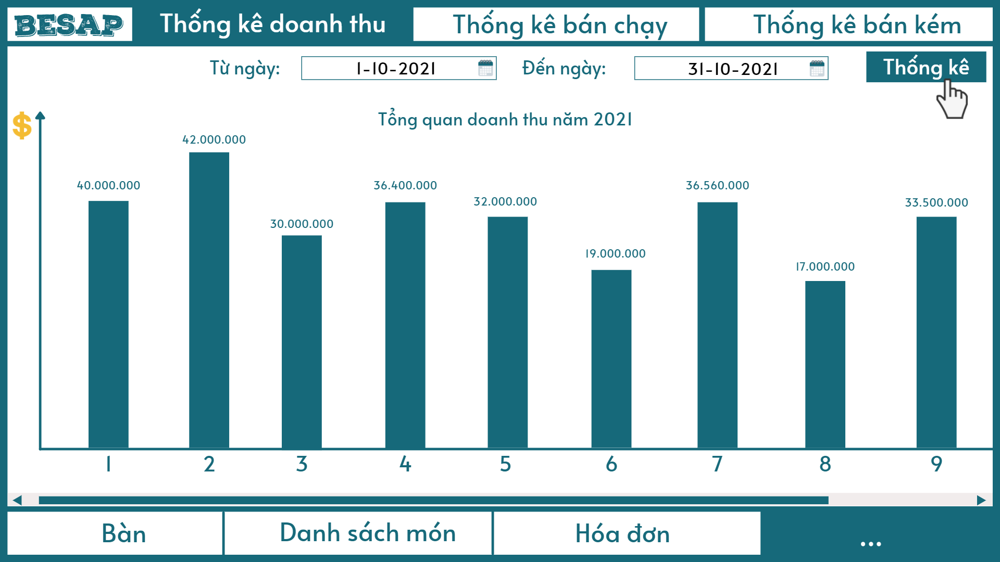 BESAP
Thống kê doanh thu
Thống kê bán chạy
Thống kê bán kém
Từ ngày: 1-10-2021
Đến ngày: 31-10-2021
Thống kê
$
Tổng quan doanh thu năm 2021
40.000.000
42.000.000
30.000.000
36.400.000
32.000.000
19.000.000
36.560.000
17.000.000
33.500.000
1 2 3 4 5 6 7 8 9
Bàn
Danh sách món
Hóa đơn
...